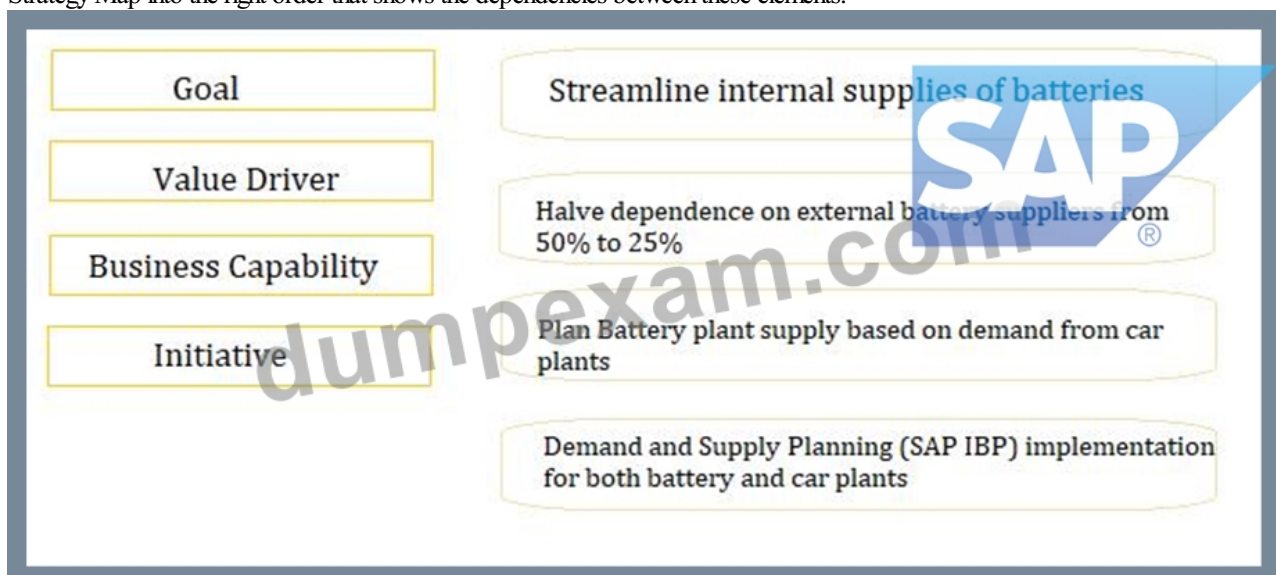 Strategy Map into the right order that shows the dependencies between these elements.
Goal
Value Driver
Business Capability
Initiative
Streamline internal supplies of batteries
Halve dependence on external battery suppliers from
50% to 25%
Plan Battery plant supply based on demand from car
plants
Demand and Supply Planning (SAP IBP) implementation
for both battery and car plants
SAP
®
dumpexam.com